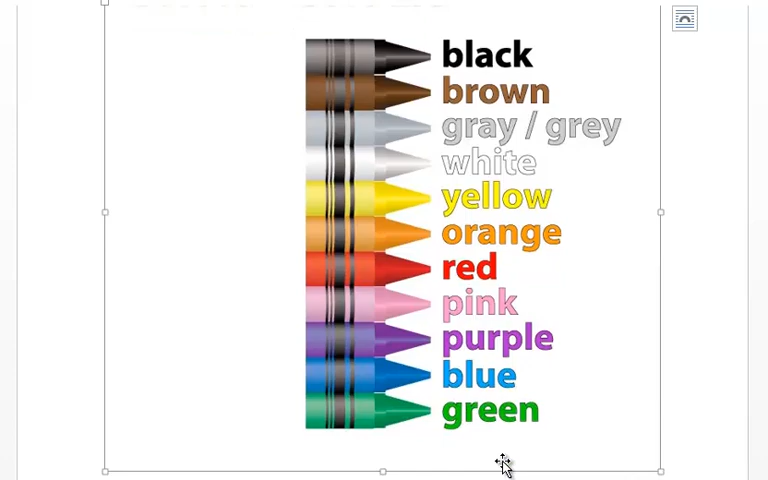 black
brown
gray / grey
white
yellow
orange
red
pink
purple
blue
green